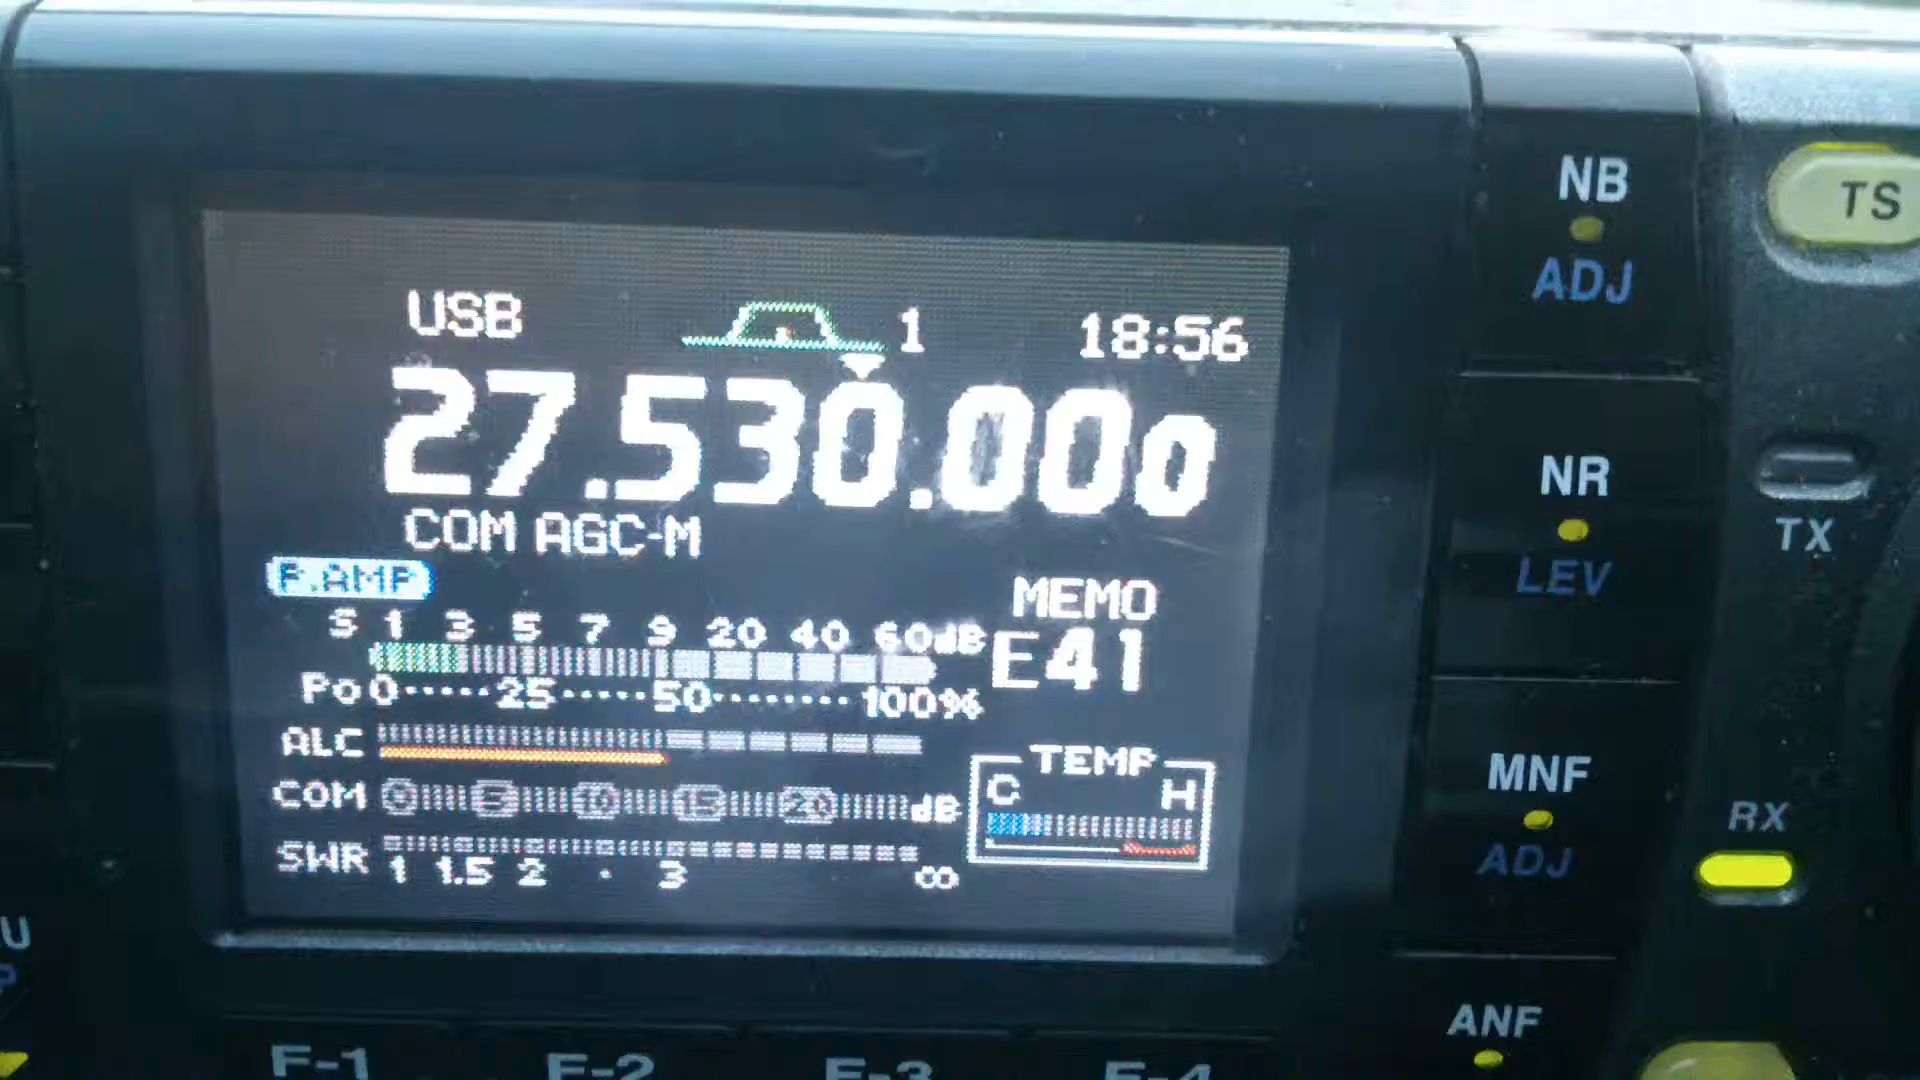 USB 1 18:56
27.530.000
COM AGC-M
P.AMP
MEMO
E41
S 1 3 5 7 9 20 40 60dB
Po 0 25 50 100%
ALC
COM 0 5 10 15 20 dB
SWR 1 1.5 2 · 3 ∞
TEMP
C H
NB
ADJ
NR
LEV
MNF
ADJ
ANF
TS
TX
RX
F-1 F-2 F-3 F-4